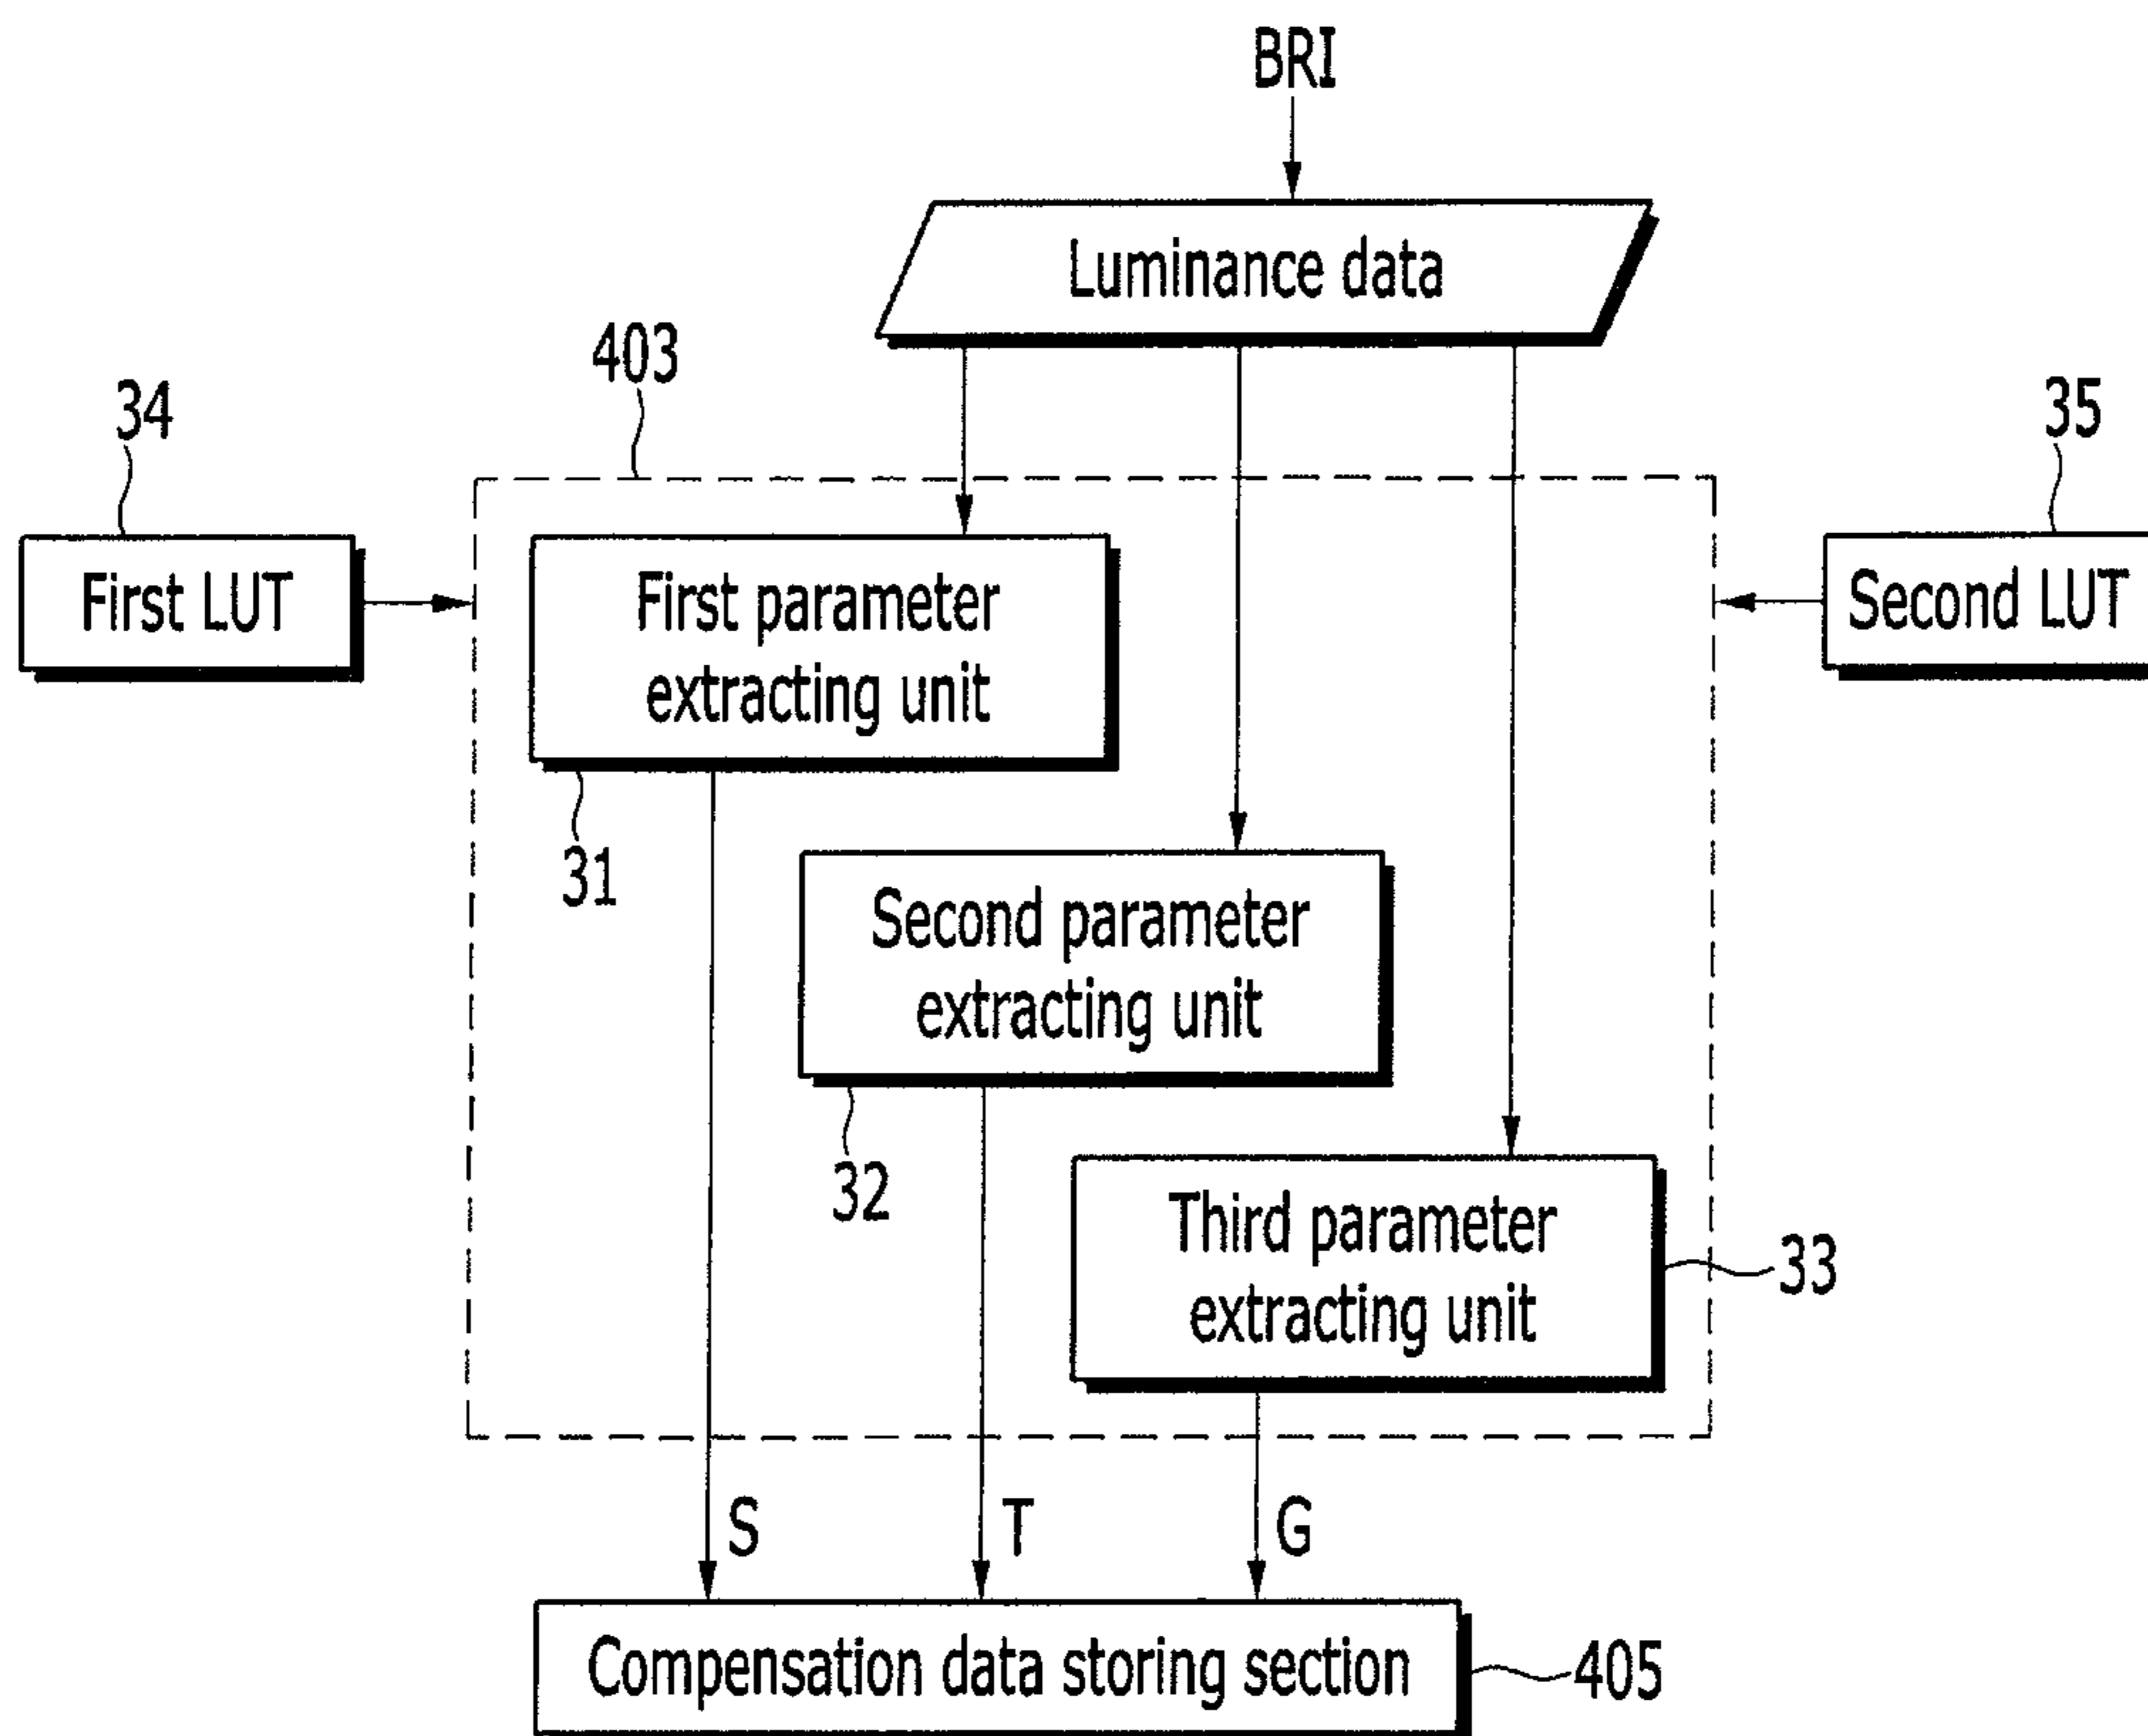 BRI
Luminance data
403
34
35
First LUT
First parameter
extracting unit
Second LUT
31
Second parameter
extracting unit
32
Third parameter
extracting unit
33
S
T
G
Compensation data storing section
405